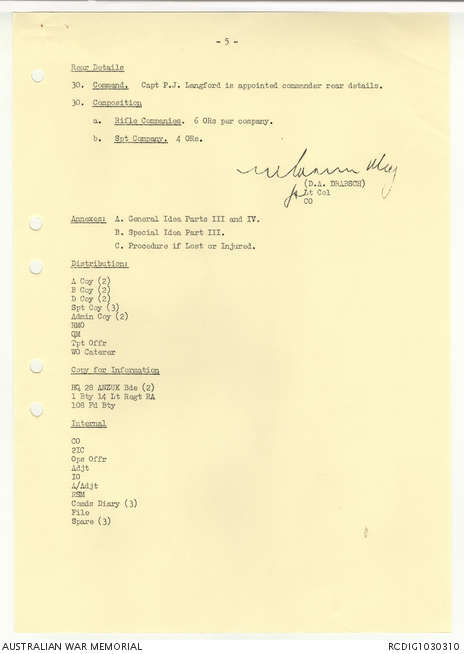 - 5 -
Rear Details
30. Command. Capt P.J. Langford is appointed commander rear details.
30. Composition
a. Rifle Companies. 6 ORs per company.
b. Spt Company. 4 ORs.
Maj
(D.A. DRABSCH)
for Lt Col
CO
Annexes: A. General Idea Parts III and IV.
B. Special Idea Part III.
C. Procedure if Lost or Injured.
Distribution:
A Coy (2)
B Coy (2)
D Coy (2)
Spt Coy (3)
Admin Coy (2)
RMO
QM
Tpt Offr
WO Caterer
Copy for Information
HQ 28 ANZUK Bde (2)
1 Bty 14 Lt Regt RA
108 Fd Bty
Internal
CO
2IC
Ops Offr
Adjt
IO
A/Adjt
RSM
Comds Diary (3)
File
Spare (3)
AUSTRALIAN WAR MEMORIAL
RCDIG1030310